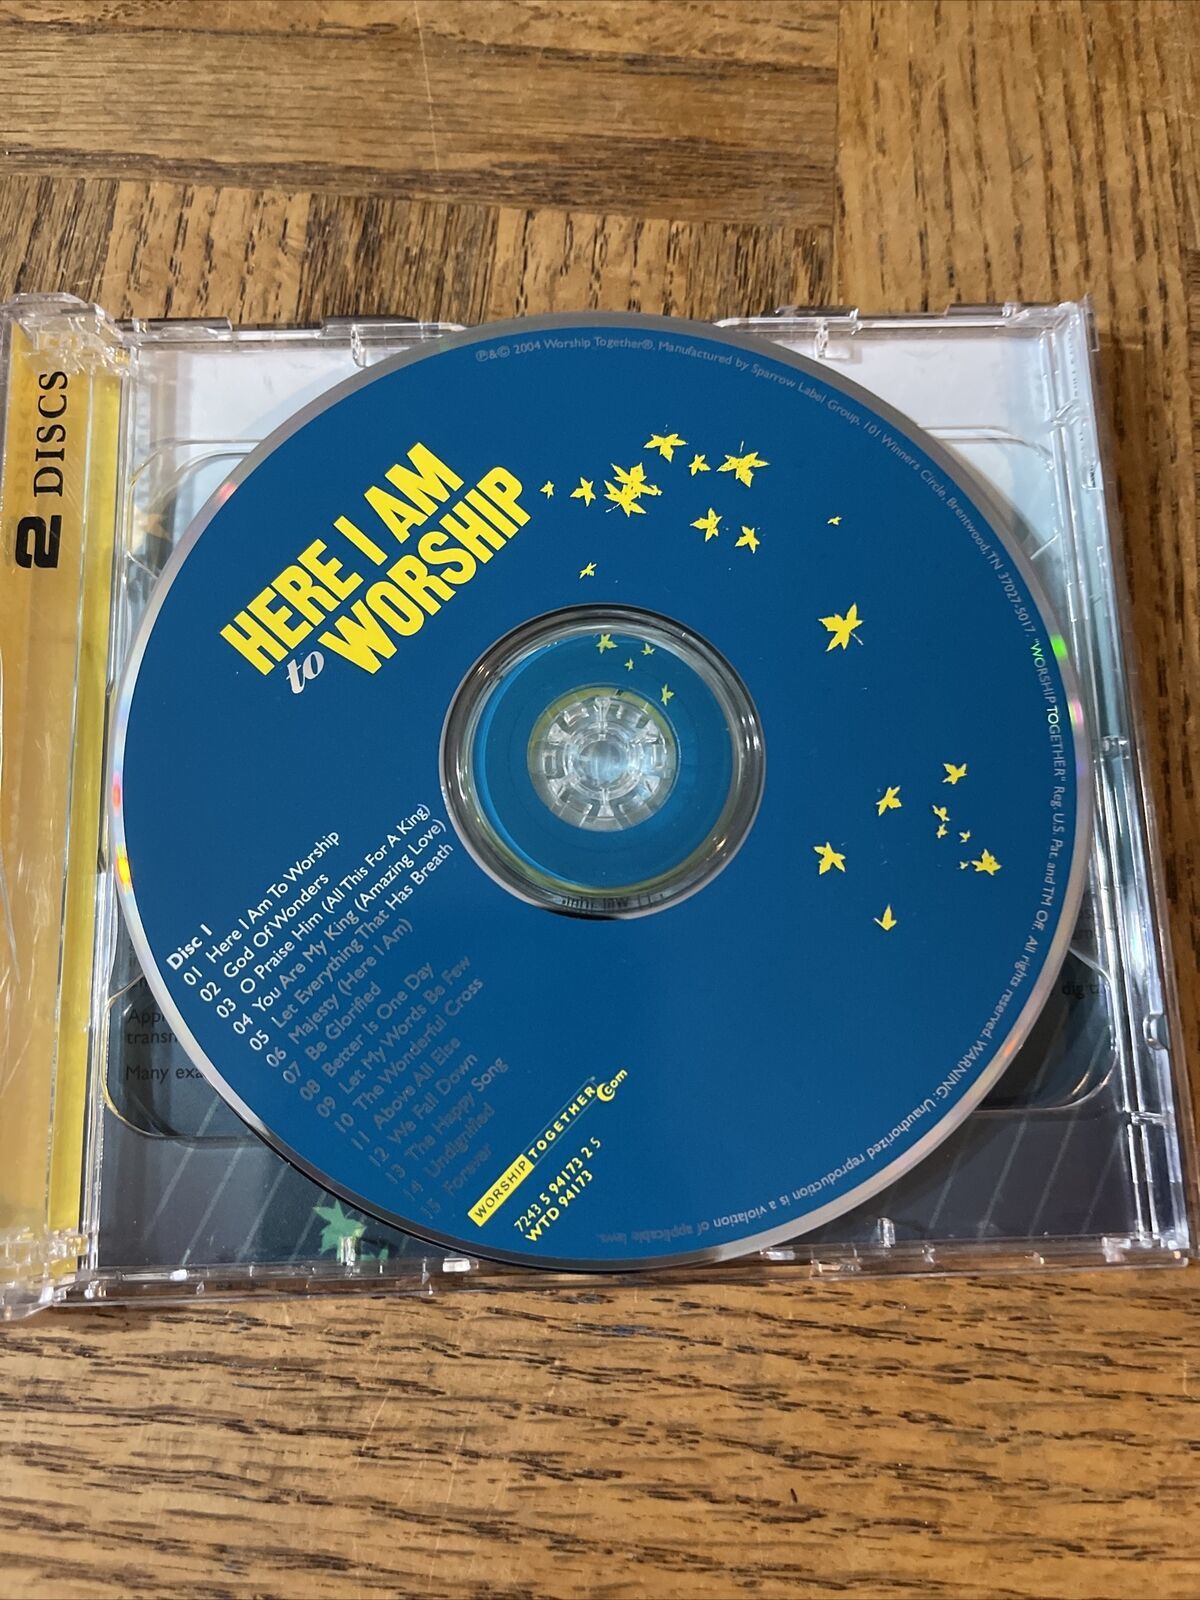 2 DISCS
HERE I AM
to WORSHIP
Disc 1
01 Here I Am To Worship
02 God Of Wonders
03 O Praise Him (All This For A King)
04 You Are My King (Amazing Love)
05 Let Everything That Has Breath
06 Majesty (Here I Am)
07 Be Glorified
08 Better Is One Day
09 Let My Words Be Few
10 The Wonderful Cross
11 Above All Else
12 We Fall Down
13 The Happy Song
14 Undignified
15 Forever
WORSHIP TOGETHER™.com
7243 5 94173 2 5
WTD 94173
℗&© 2004 Worship Together®. Manufactured by Sparrow Label Group, 101 Winners Circle, Brentwood, TN 37027-5017. "WORSHIP TOGETHER" Reg. U.S. Pat. and TM Off. All rights reserved. WARNING: Unauthorized reproduction is a violation of applicable laws.
Many